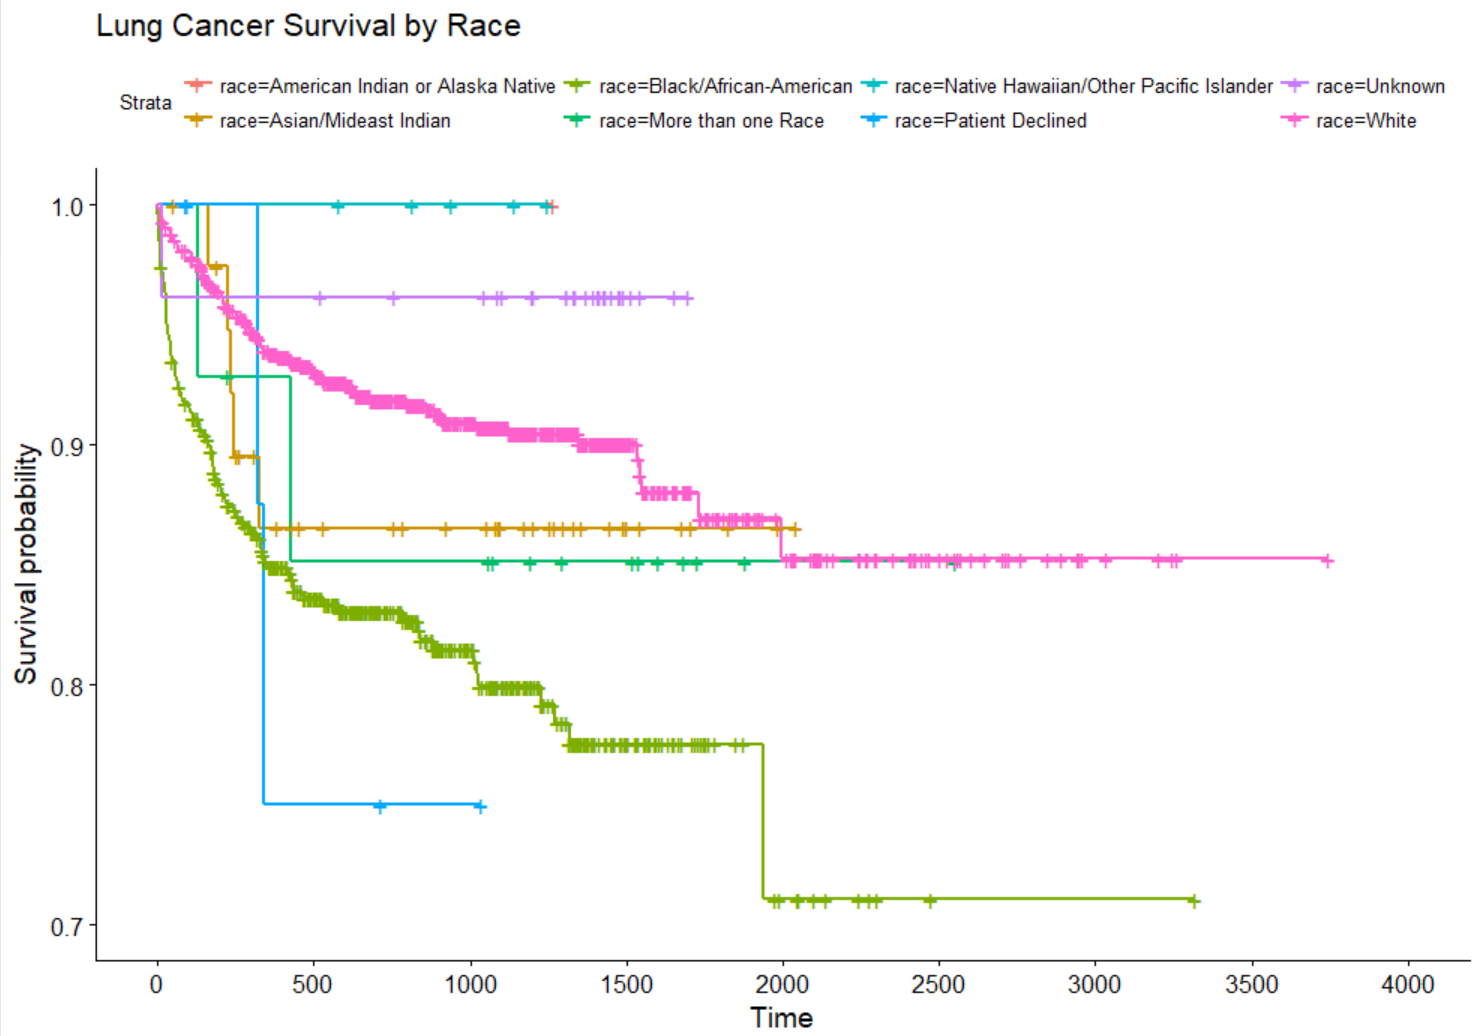 Lung Cancer Survival by Race
Strata
race=American Indian or Alaska Native
race=Black/African-American
race=Native Hawaiian/Other Pacific Islander
race=Unknown
race=Asian/Mideast Indian
race=More than one Race
race=Patient Declined
race=White
Survival probability
1.0
0.9
0.8
0.7
0 500 1000 1500 2000 2500 3000 3500 4000
Time